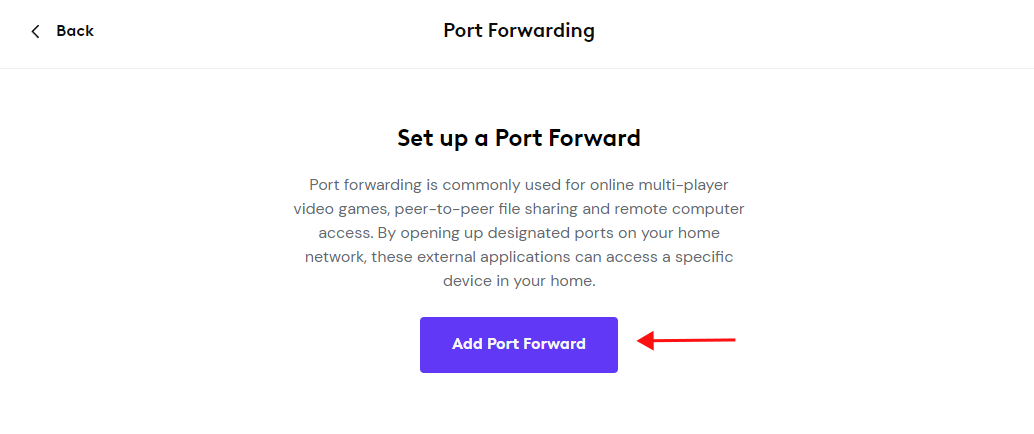 Back
Port Forwarding
Set up a Port Forward
Port forwarding is commonly used for online multi-player
video games, peer-to-peer file sharing and remote computer
access. By opening up designated ports on your home
network, these external applications can access a specific
device in your home.
Add Port Forward